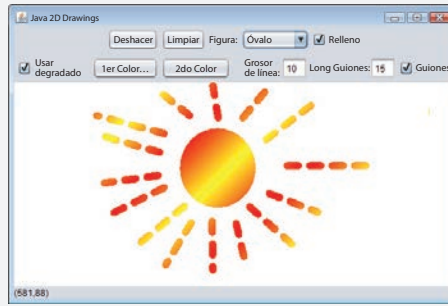 Java 2D Drawings
Deshacer Limpiar Figura: Óvalo Relleno
Usar degradado 1er Color... 2do Color Grosor de línea: 10 Long Guiones: 15 Guiones
(581,88)